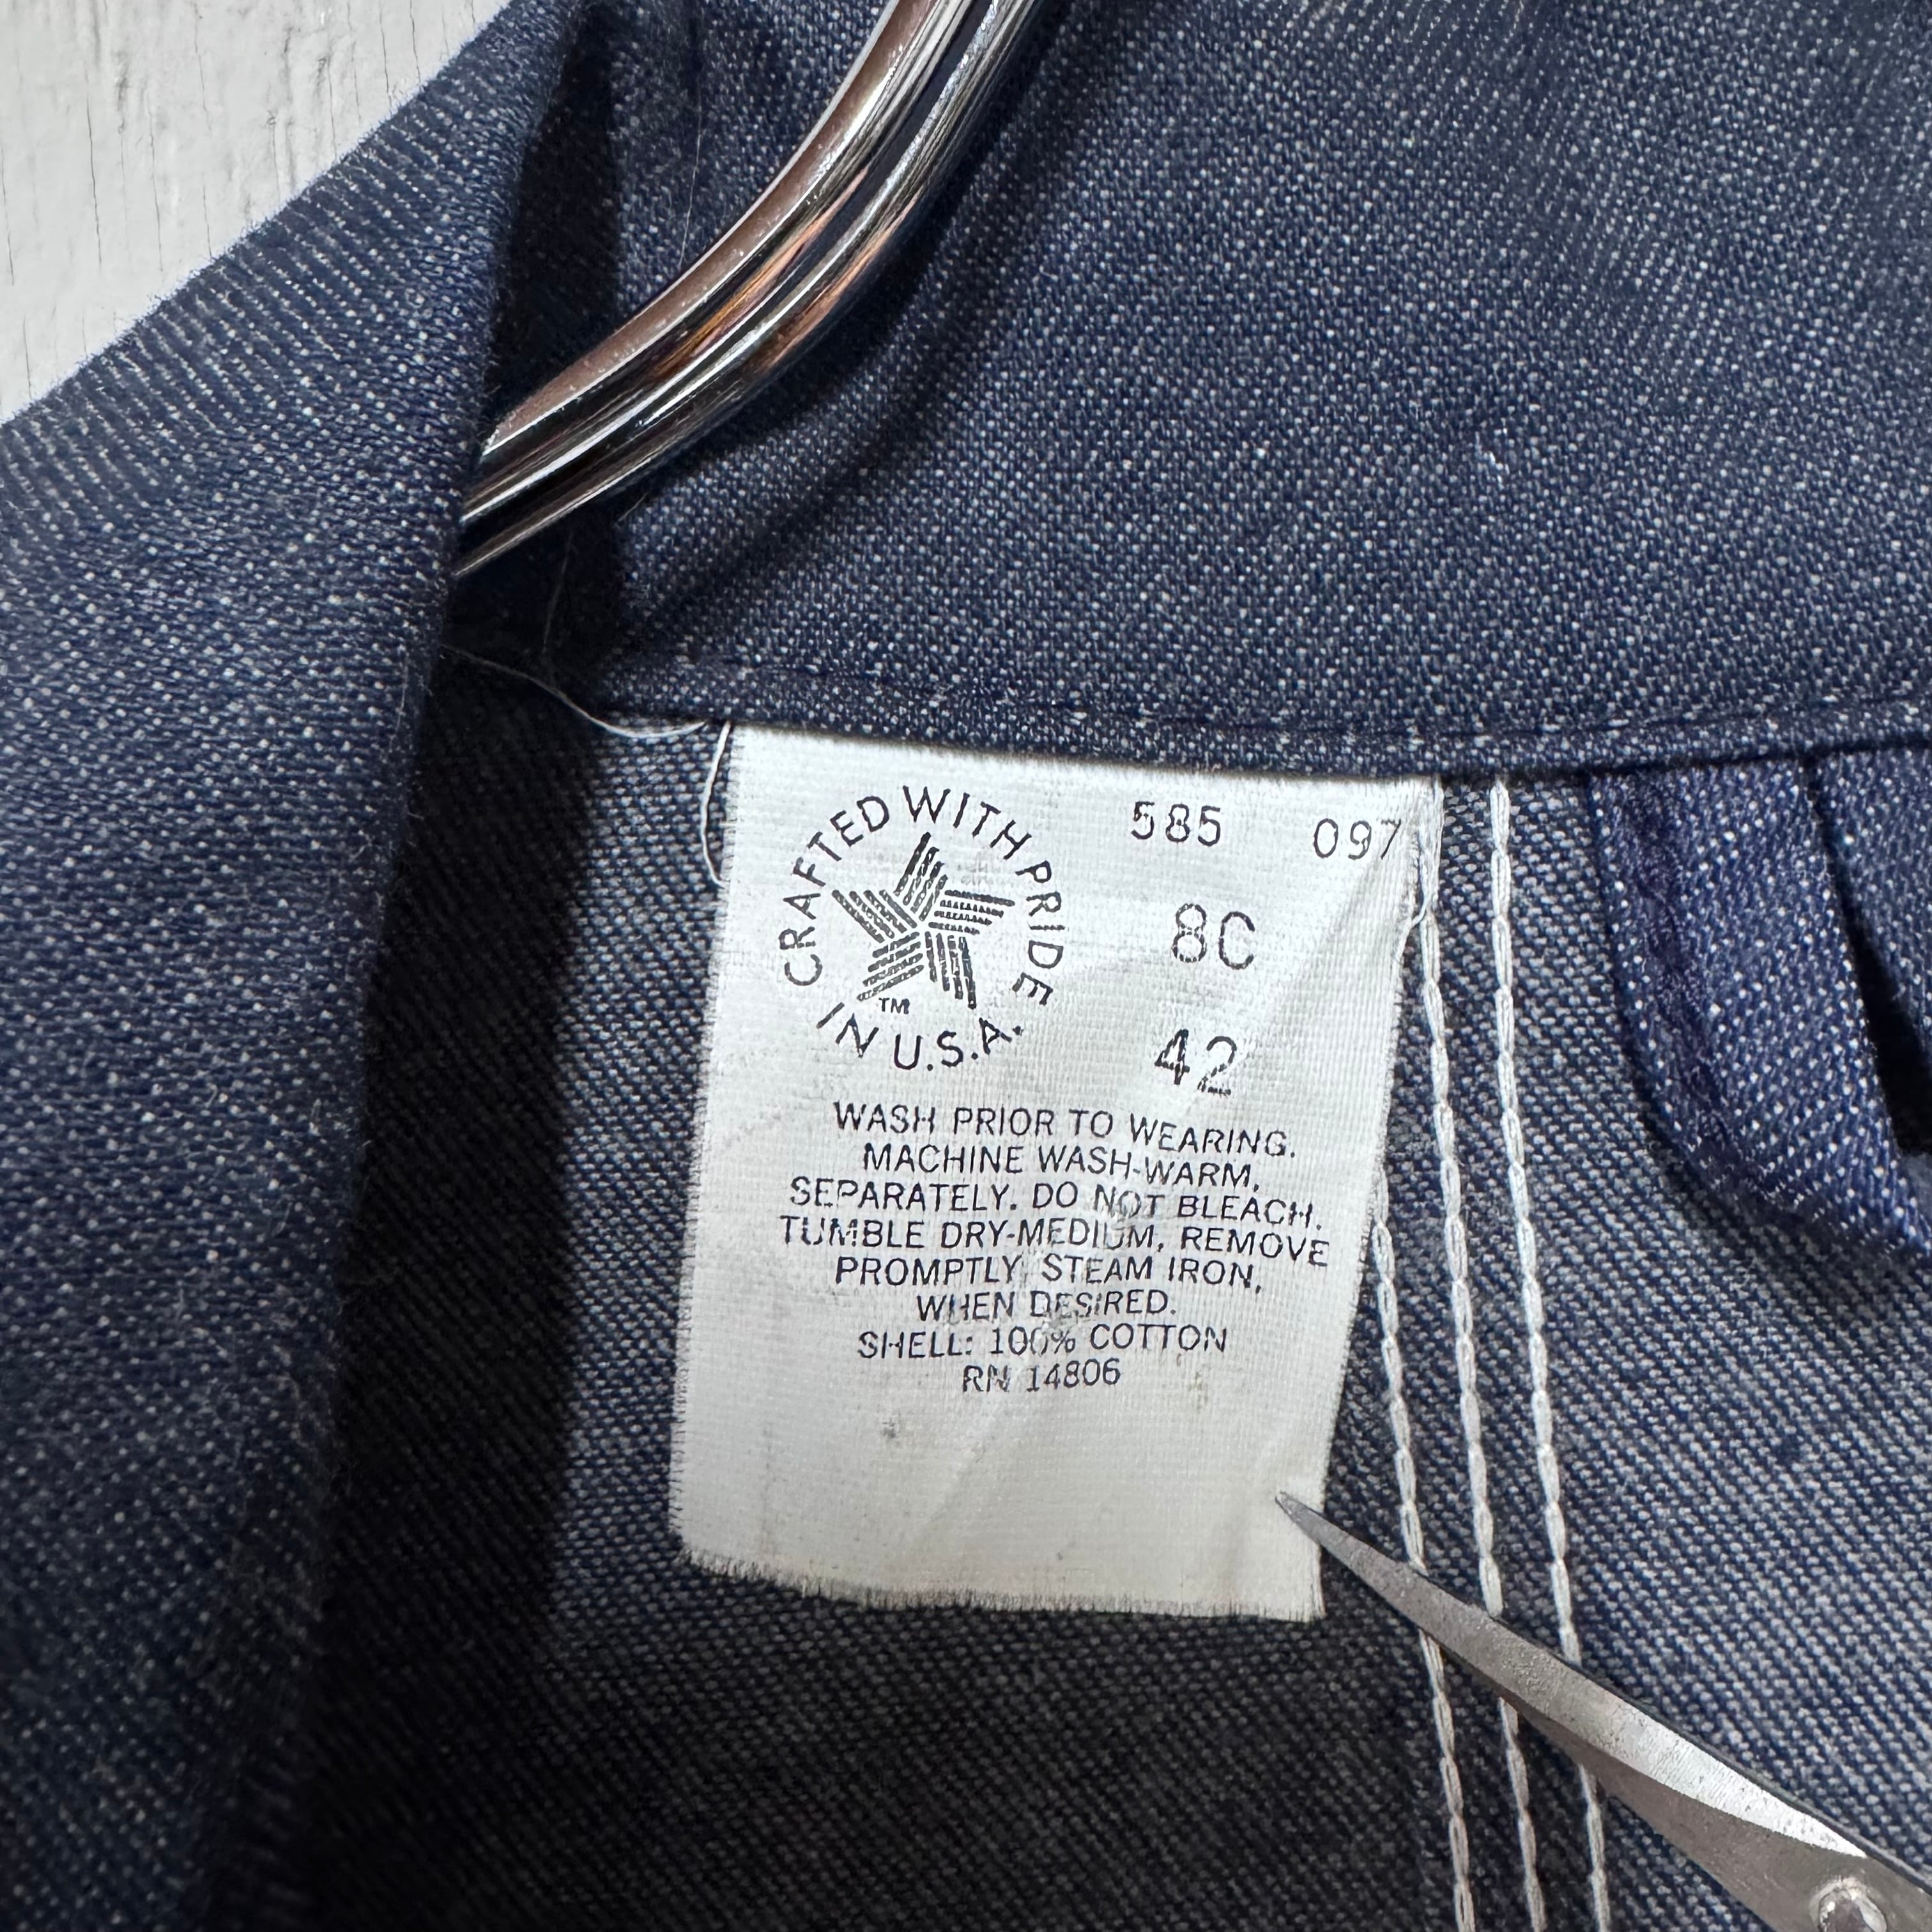 CRAFTED WITH PRIDE IN U.S.A.
TM
585 097
8C
42
WASH PRIOR TO WEARING.
MACHINE WASH-WARM,
SEPARATELY. DO NOT BLEACH.
TUMBLE DRY-MEDIUM, REMOVE
PROMPTLY. STEAM IRON,
WHEN DESIRED.
SHELL: 100% COTTON
RN 14806